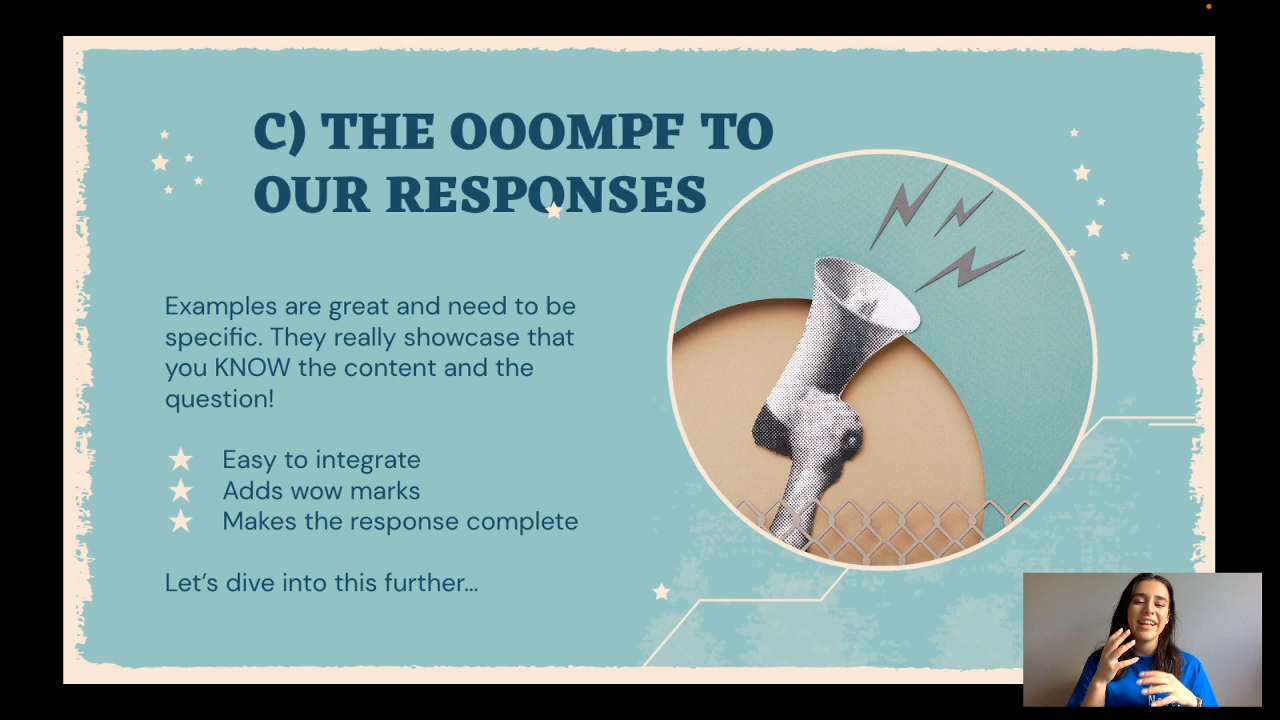 C) THE OOOMPF TO
OUR RESPONSES
Examples are great and need to be
specific. They really showcase that
you KNOW the content and the
question!
Easy to integrate
Adds wow marks
Makes the response complete
Let's dive into this further...